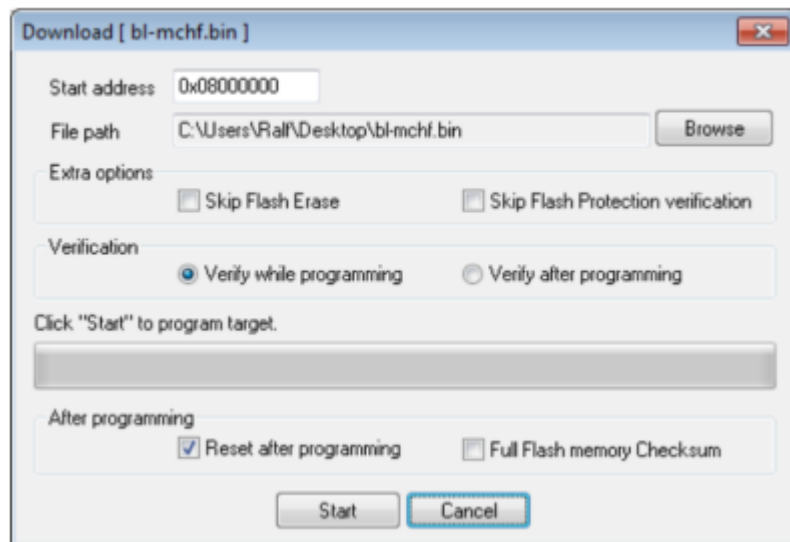 Download [ bl-mchf.bin ]
Start address 0x08000000
File path C:\Users\Ralf\Desktop\bl-mchf.bin Browse
Extra options
Skip Flash Erase Skip Flash Protection verification
Verification
Verify while programming Verify after programming
Click "Start" to program target.
After programming
Reset after programming Full Flash memory Checksum
Start Cancel